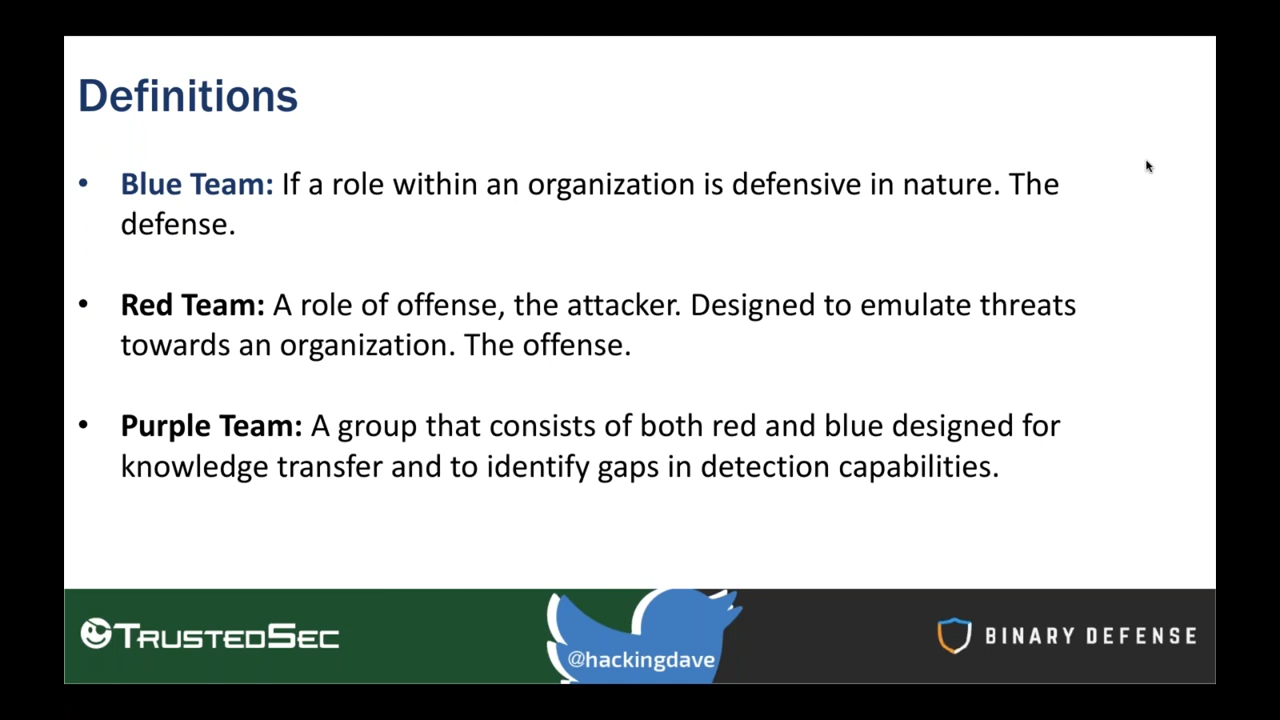 Definitions
• Blue Team: If a role within an organization is defensive in nature. The
defense.
• Red Team: A role of offense, the attacker. Designed to emulate threats
towards an organization. The offense.
• Purple Team: A group that consists of both red and blue designed for
knowledge transfer and to identify gaps in detection capabilities.
TRUSTEDSEC
@hackingdave
BINARY DEFENSE